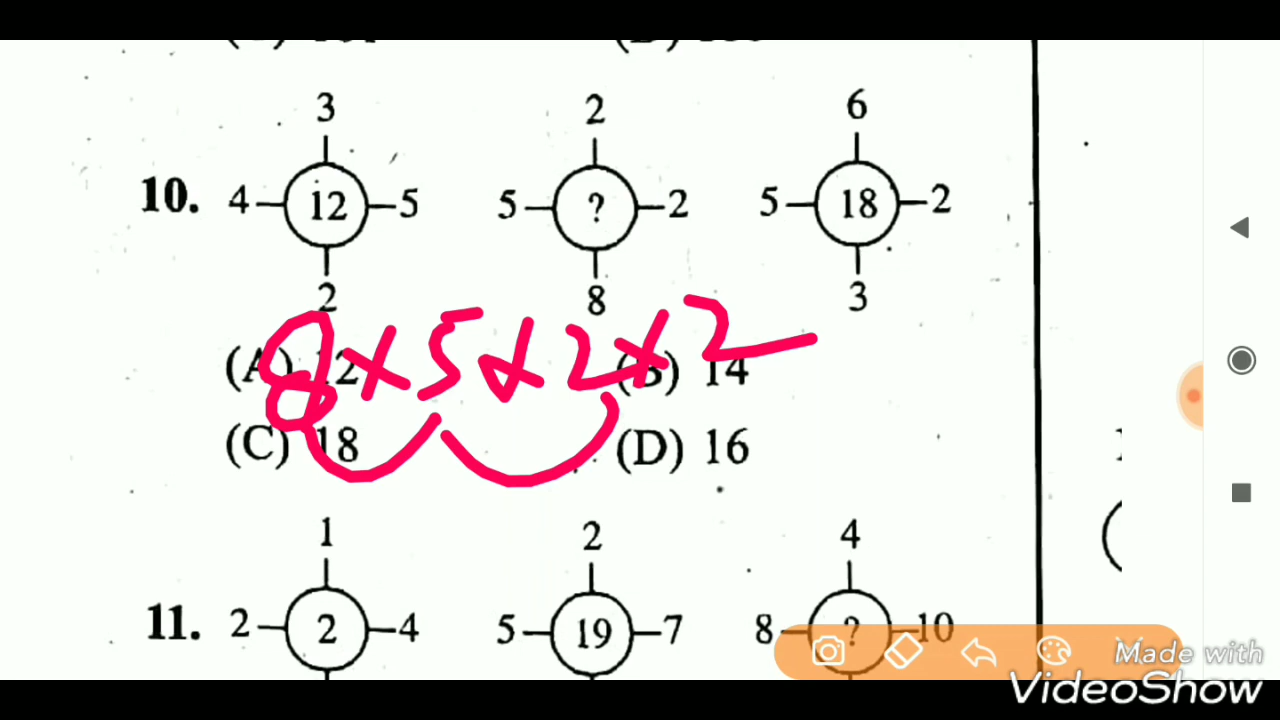 3 2 6
10. 4 12 5 5 ? 2 5 18 2
2 8 3
8 x 5 x 2 x 2
(A) 12 (B) 14
(C) 18 (D) 16
1 2 4
11. 2 2 4 5 19 7 8 ? 10
Made with
VideoShow